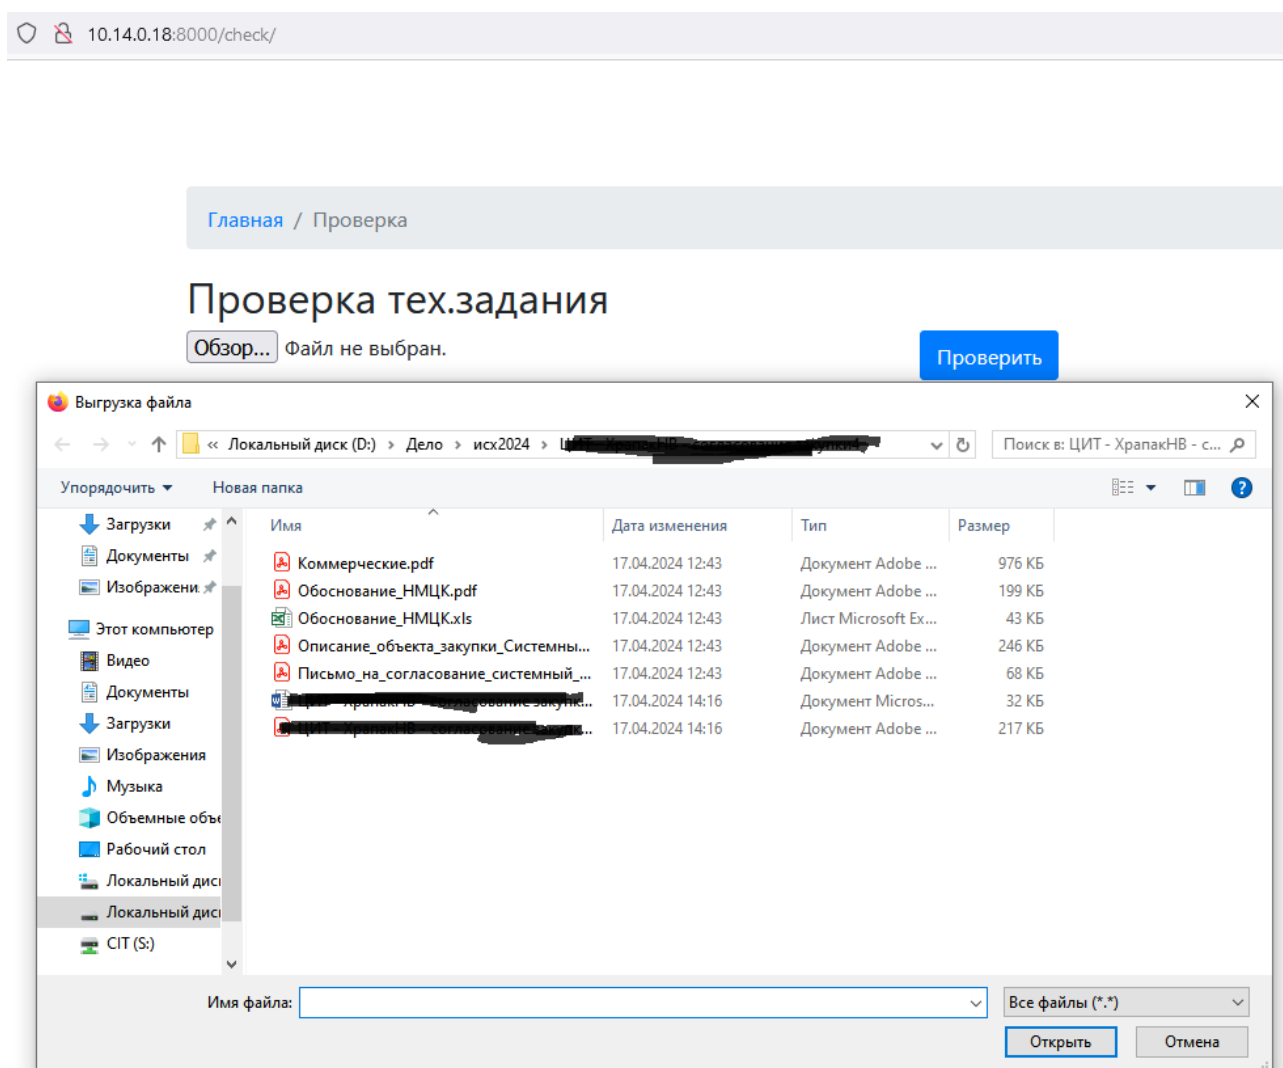 10.14.0.18:8000/check/
Главная / Проверка
Проверка тех.задания
Обзор... Файл не выбран.
Проверить
Выгрузка файла
« Локальный диск (D:) › Дело › исх2024 ›
Поиск в: ЦИТ - ХрапакНВ - с...
Упорядочить Новая папка
Имя Дата изменения Тип Размер
Загрузки
Документы
Изображени
Этот компьютер
Видео
Документы
Загрузки
Изображения
Музыка
Объемные объе
Рабочий стол
Локальный диск
Локальный диск
CIT (S:)
Коммерческие.pdf 17.04.2024 12:43 Документ Adobe ... 976 КБ
Обоснование_НМЦК.pdf 17.04.2024 12:43 Документ Adobe ... 199 КБ
Обоснование_НМЦК.xls 17.04.2024 12:43 Лист Microsoft Ex... 43 КБ
Описание_объекта_закупки_Системны... 17.04.2024 12:43 Документ Adobe ... 246 КБ
Письмо_на_согласование_системный_... 17.04.2024 12:43 Документ Adobe ... 68 КБ
17.04.2024 14:16 Документ Micros... 32 КБ
17.04.2024 14:16 Документ Adobe ... 217 КБ
Имя файла:
Все файлы (*.*)
Открыть Отмена